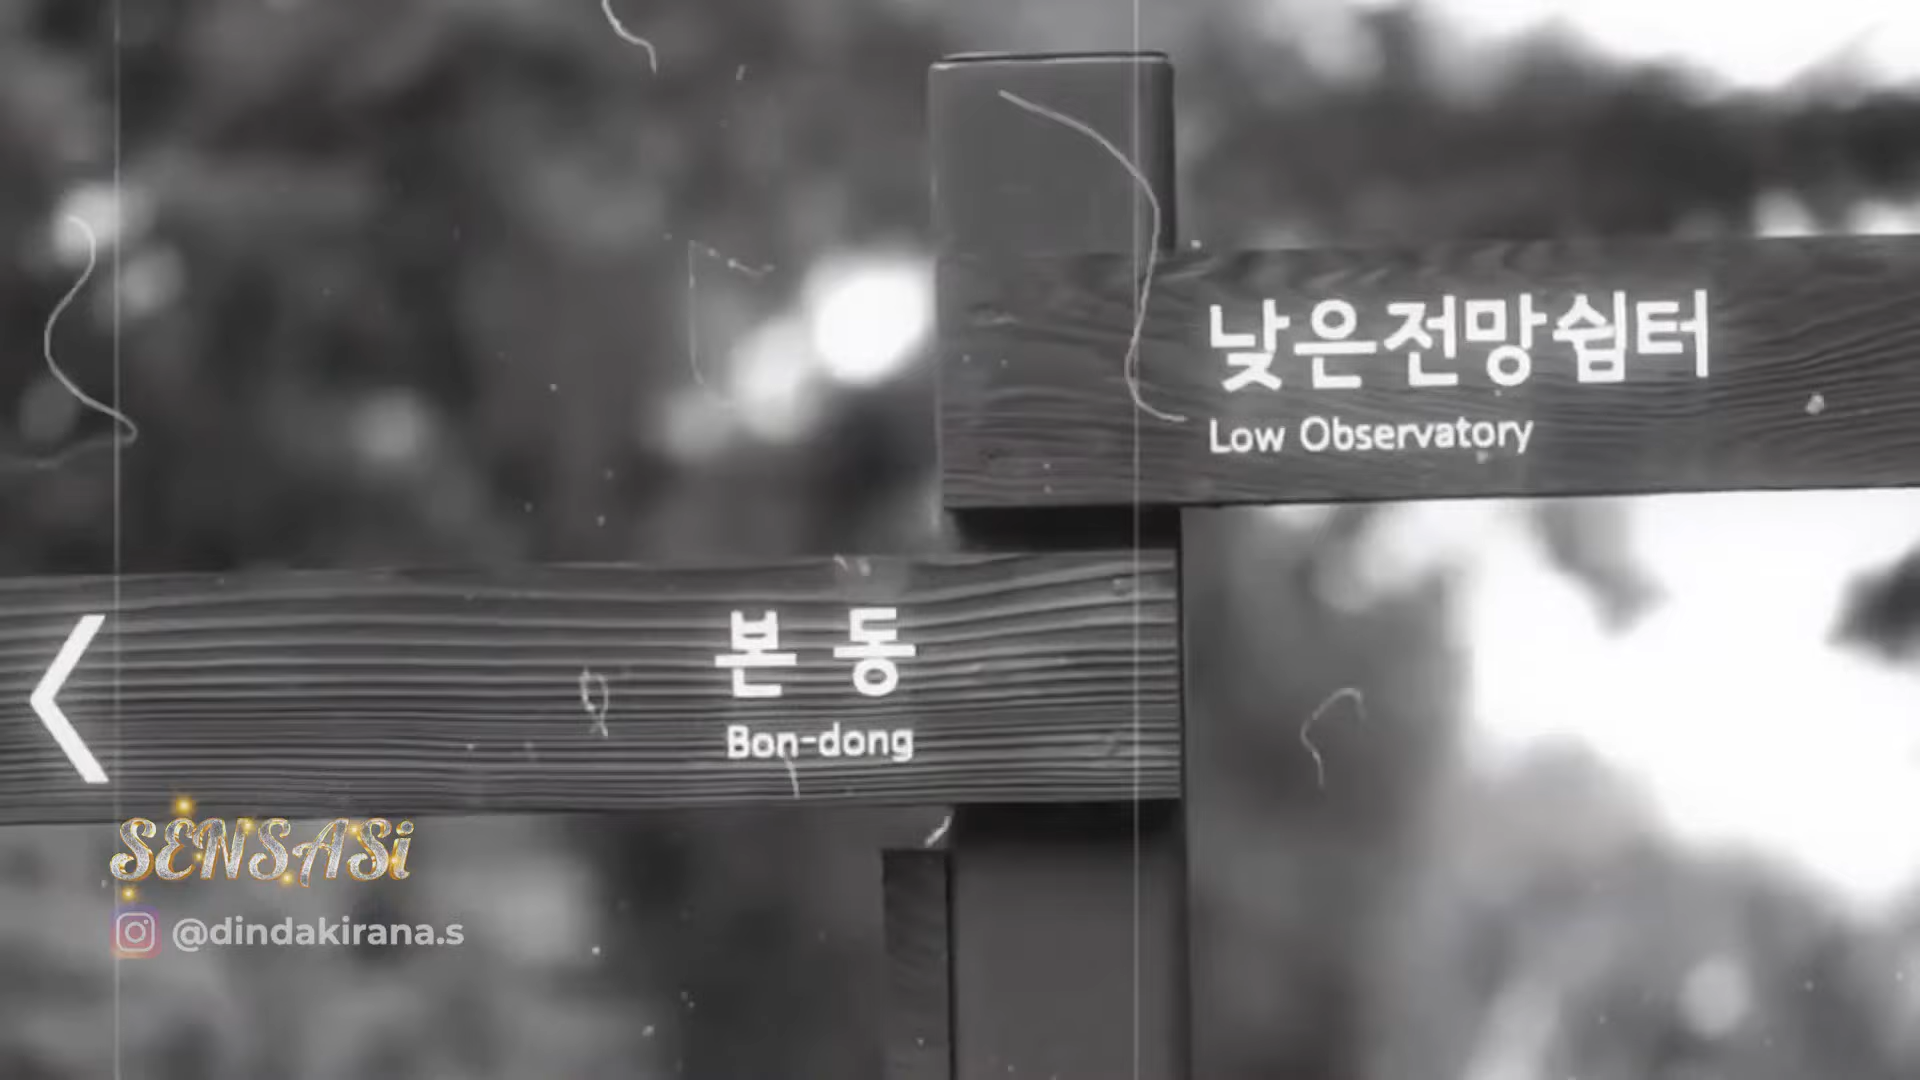 낮은전망쉼터
Low Observatory
본 동
Bon-dong
SENSASi
@dindakirana.s